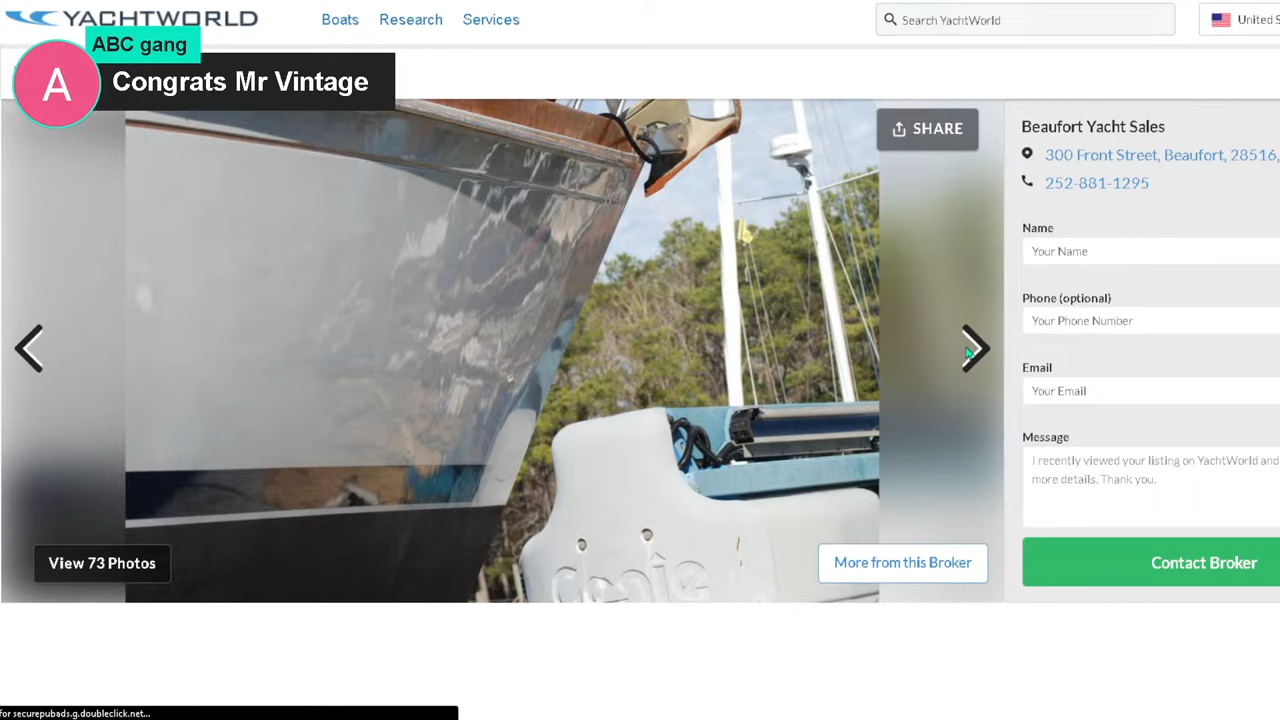 YACHTWORLD
Boats
Research
Services
Search YachtWorld
United S
ABC gang
A
Congrats Mr Vintage
SHARE
Beaufort Yacht Sales
300 Front Street, Beaufort, 28516,
252-881-1295
Name
Your Name
Phone (optional)
Your Phone Number
Email
Your Email
Message
I recently viewed your listing on YachtWorld and
more details. Thank you.
Genie
View 73 Photos
More from this Broker
Contact Broker
for securepubads.g.doubleclick.net...